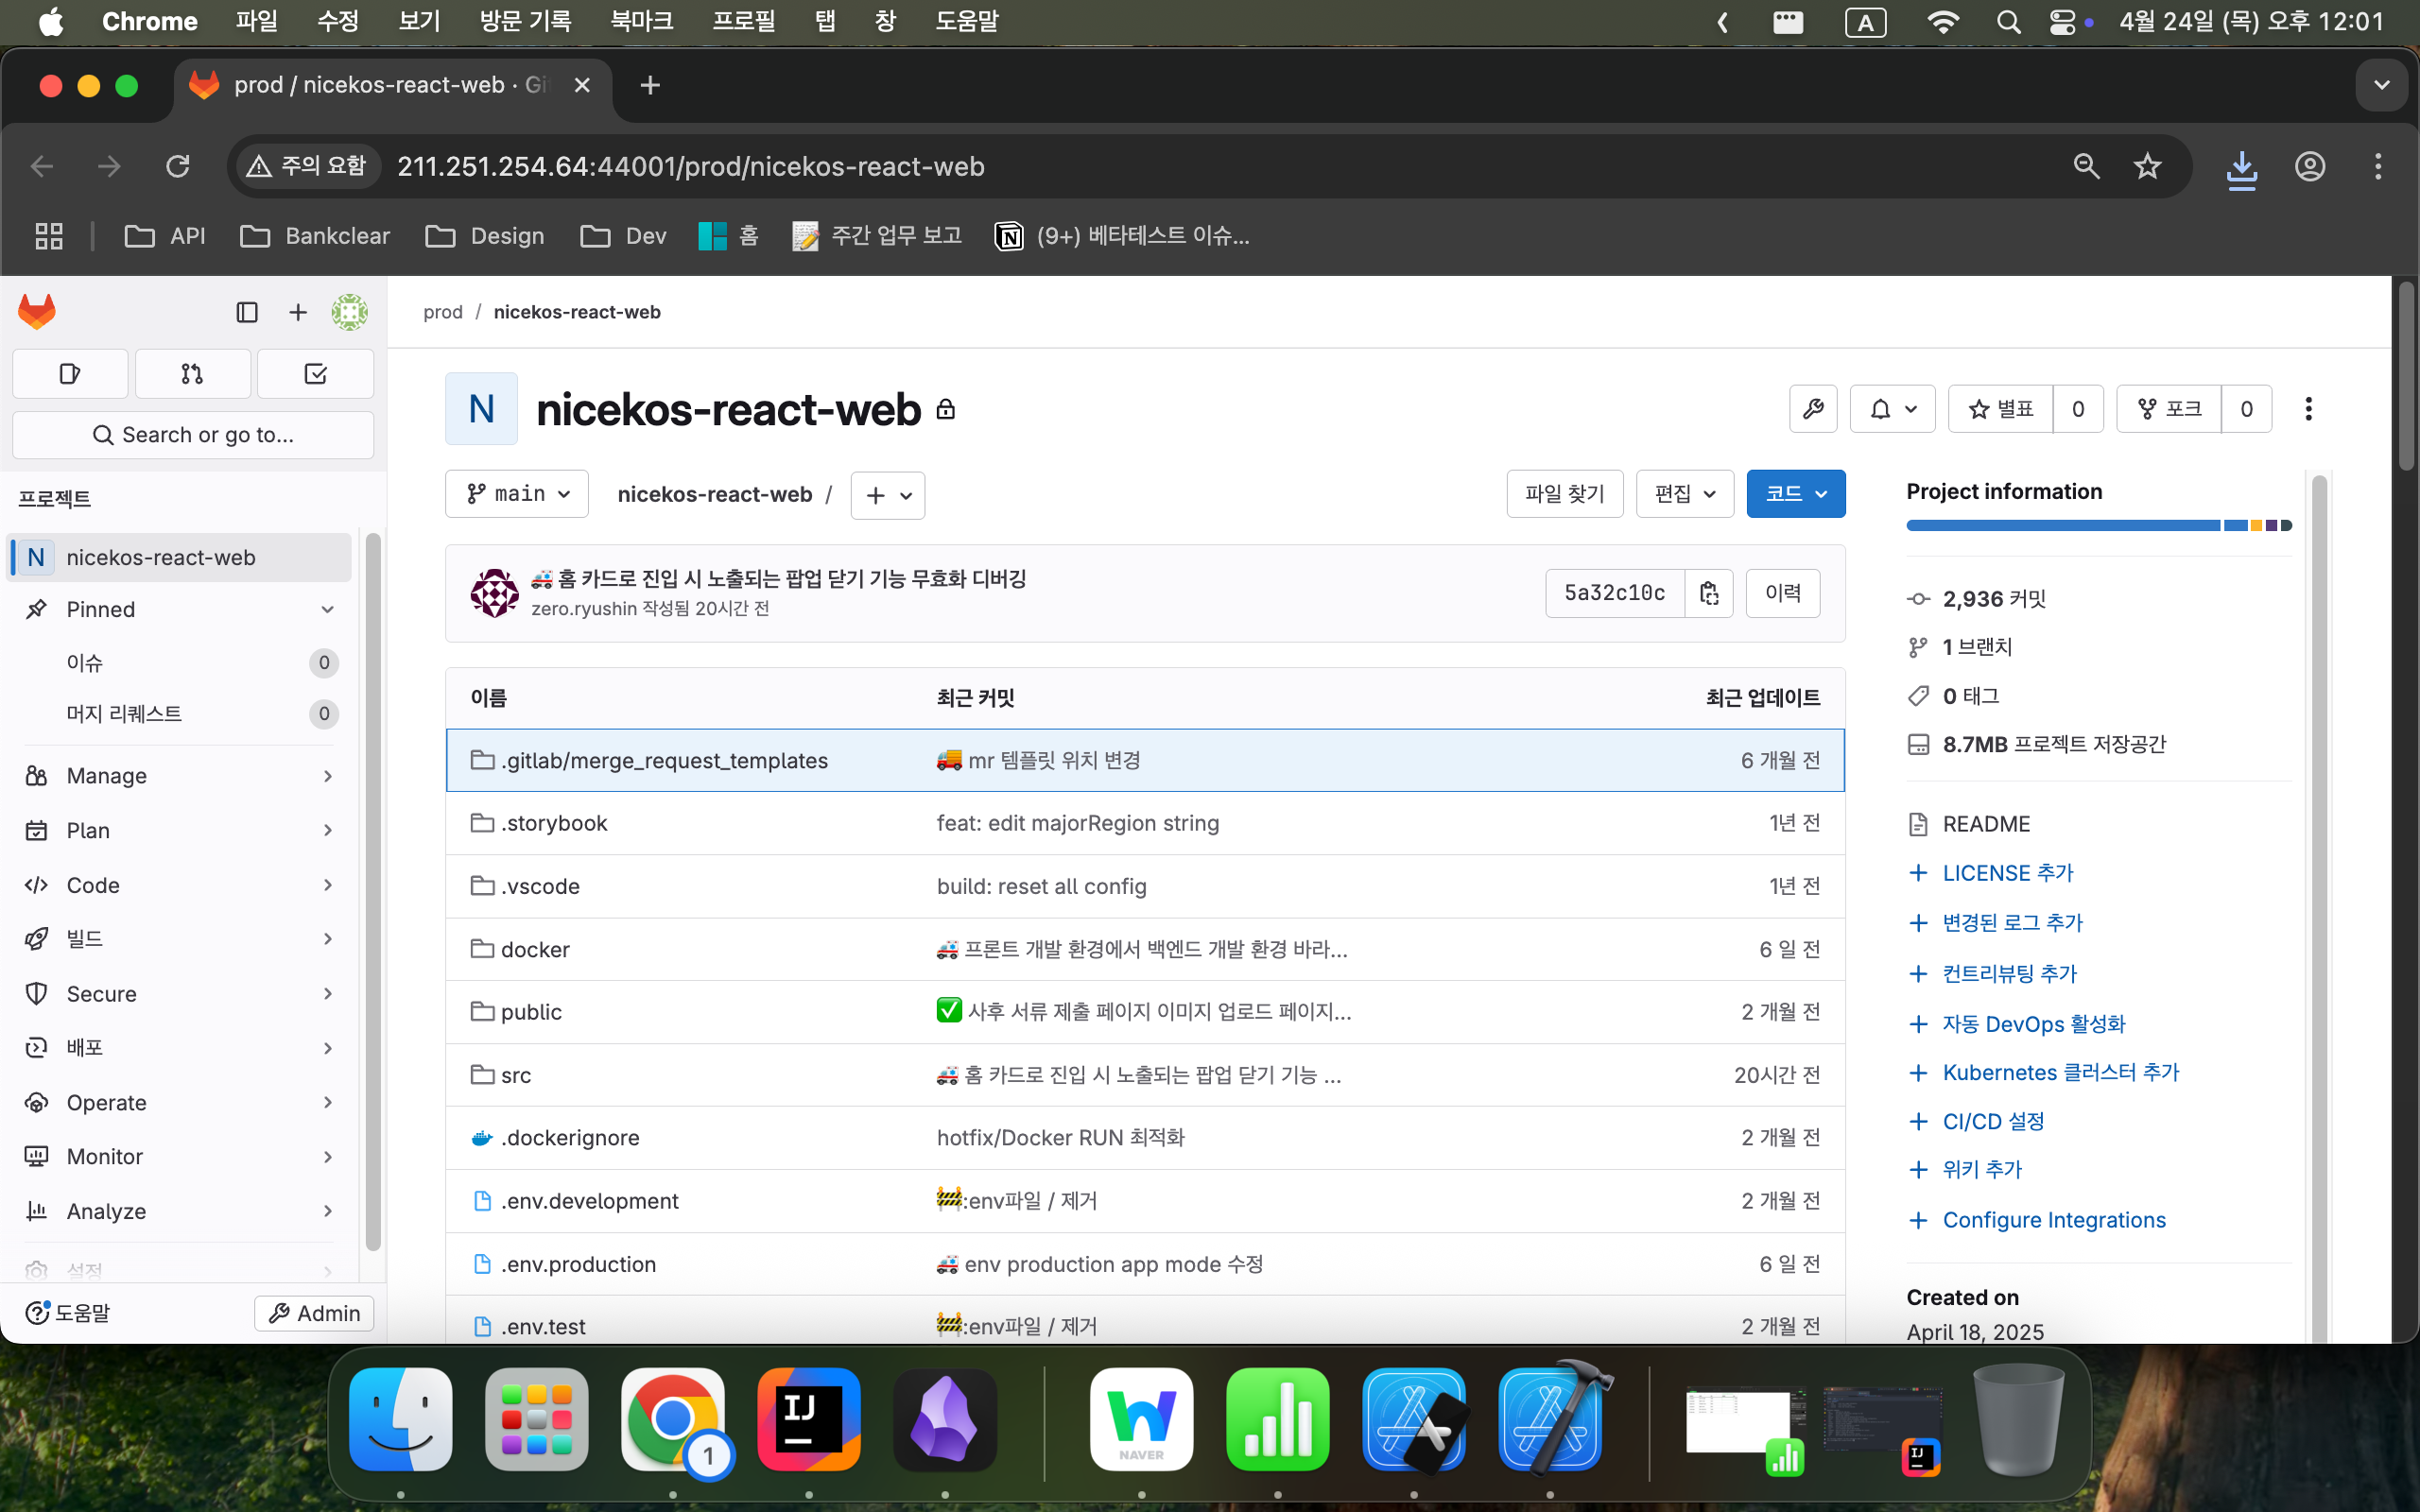 Chrome 파일 수정 보기 방문 기록 북마크 프로필 탭 창 도움말 A 4월 24일 (목) 오후 12:01
prod / nicekos-react-web · Gi
주의 요함 211.251.254.64:44001/prod/nicekos-react-web
API Bankclear Design Dev 홈 주간 업무 보고 (9+) 베타테스트 이슈...
prod / nicekos-react-web
N nicekos-react-web 별표 0 포크 0
Search or go to...
main nicekos-react-web / 파일 찾기 편집 코드
프로젝트
N nicekos-react-web
Pinned
이슈 0
머지 리퀘스트 0
Manage
Plan
Code
빌드
Secure
배포
Operate
Monitor
Analyze
설정
도움말 Admin
🚑 홈 카드로 진입 시 노출되는 팝업 닫기 기능 무효화 디버깅
zero.ryushin 작성됨 20시간 전
5a32c10c 이력
이름 최근 커밋 최근 업데이트
.gitlab/merge_request_templates 🚚 mr 템플릿 위치 변경 6 개월 전
.storybook feat: edit majorRegion string 1년 전
.vscode build: reset all config 1년 전
docker 🚑 프론트 개발 환경에서 백엔드 개발 환경 바라... 6 일 전
public ✅ 사후 서류 제출 페이지 이미지 업로드 페이지... 2 개월 전
src 🚑 홈 카드로 진입 시 노출되는 팝업 닫기 기능 ... 20시간 전
.dockerignore hotfix/Docker RUN 최적화 2 개월 전
.env.development 🚧:env파일 / 제거 2 개월 전
.env.production 🚑 env production app mode 수정 6 일 전
.env.test 🚧:env파일 / 제거 2 개월 전
Project information
2,936 커밋
1 브랜치
0 태그
8.7MB 프로젝트 저장공간
README
LICENSE 추가
변경된 로그 추가
컨트리뷰팅 추가
자동 DevOps 활성화
Kubernetes 클러스터 추가
CI/CD 설정
위키 추가
Configure Integrations
Created on
April 18, 2025
1 IJ NAVER IJ